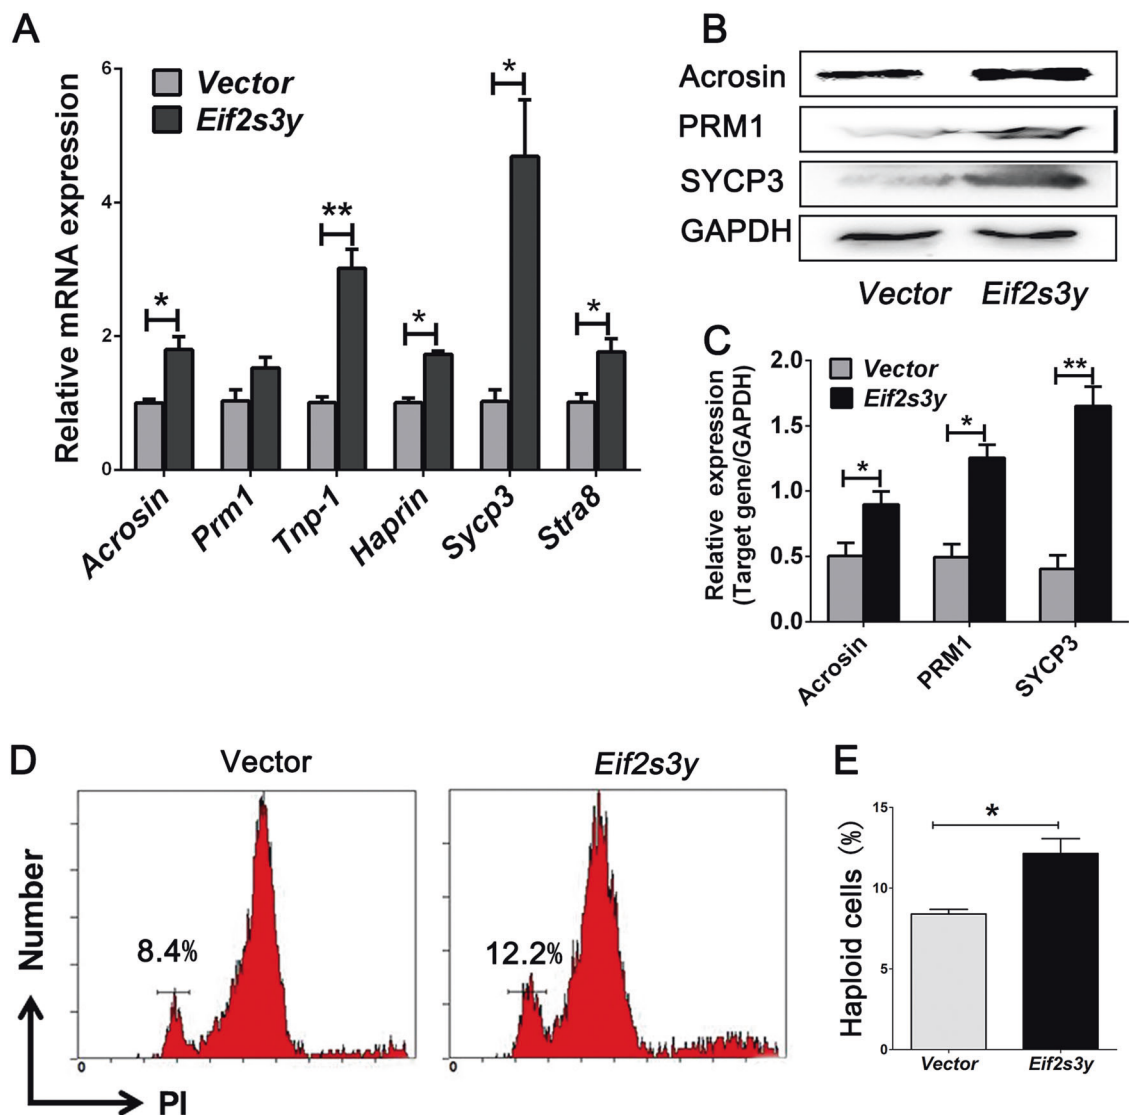 A
Relative mRNA expression
6
4
2
0
Vector
Eif2s3y
*
**
*
*
*
Acrosin
Prm1
Tnp-1
Haprin
Sycp3
Stra8
B
Acrosin
PRM1
SYCP3
GAPDH
Vector Eif2s3y
C
Relative expression
(Target gene/GAPDH)
2.0
1.5
1.0
0.5
0.0
Vector
Eif2s3y
*
*
**
Acrosin
PRM1
SYCP3
D
Vector
Eif2s3y
Number
8.4%
12.2%
0
0
PI
E
Haploid cells (%)
15
10
5
0
*
Vector
Eif2s3y